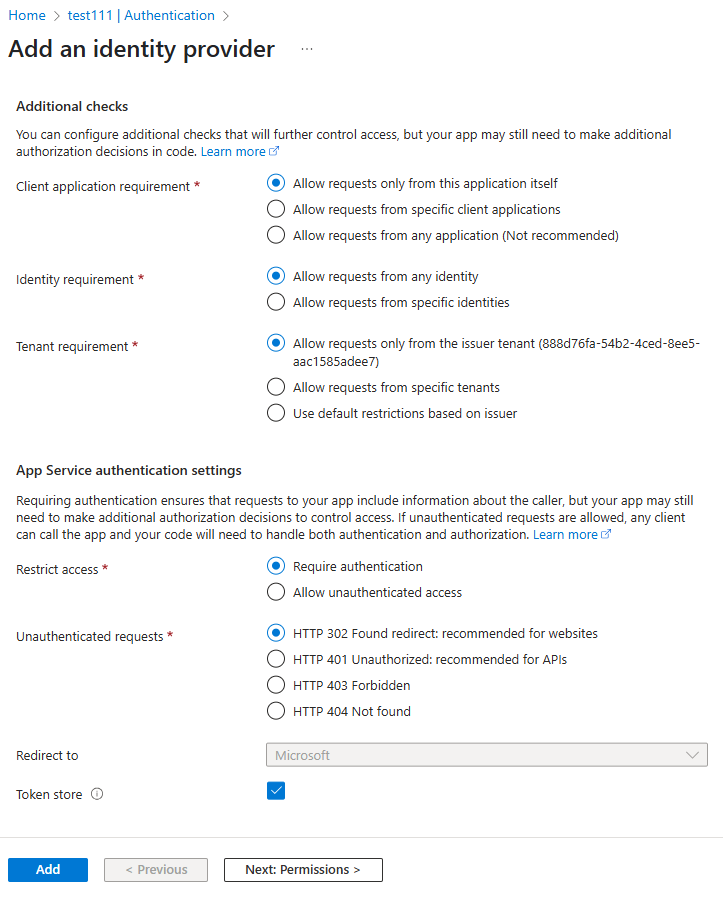 Home > test111 | Authentication >
Add an identity provider ...
Additional checks
You can configure additional checks that will further control access, but your app may still need to make additional
authorization decisions in code. Learn more
Client application requirement *
Allow requests only from this application itself
Allow requests from specific client applications
Allow requests from any application (Not recommended)
Identity requirement *
Allow requests from any identity
Allow requests from specific identities
Tenant requirement *
Allow requests only from the issuer tenant (888d76fa-54b2-4ced-8ee5-
aac1585adee7)
Allow requests from specific tenants
Use default restrictions based on issuer
App Service authentication settings
Requiring authentication ensures that requests to your app include information about the caller, but your app may still
need to make additional authorization decisions to control access. If unauthenticated requests are allowed, any client
can call the app and your code will need to handle both authentication and authorization. Learn more
Restrict access *
Require authentication
Allow unauthenticated access
Unauthenticated requests *
HTTP 302 Found redirect: recommended for websites
HTTP 401 Unauthorized: recommended for APIs
HTTP 403 Forbidden
HTTP 404 Not found
Redirect to
Microsoft
Token store
Add
< Previous
Next: Permissions >